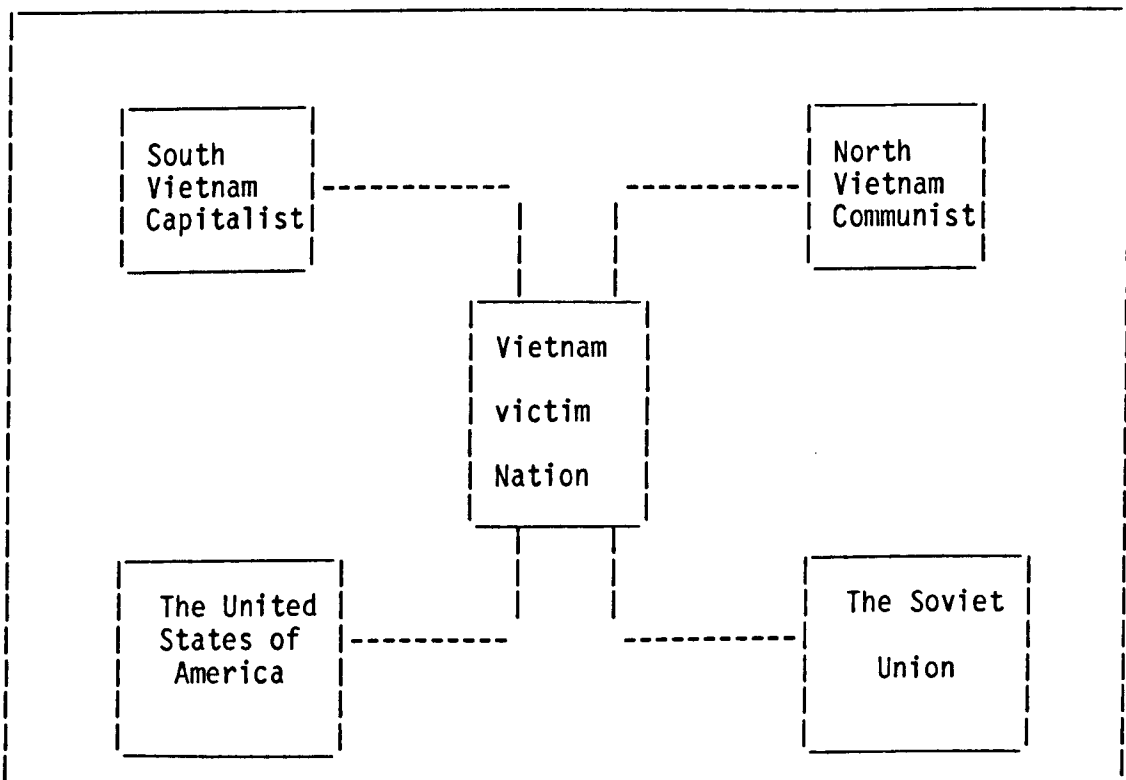 South
Vietnam
Capitalist
North
Vietnam
Communist
Vietnam
victim
Nation
The United
States of
America
The Soviet
Union